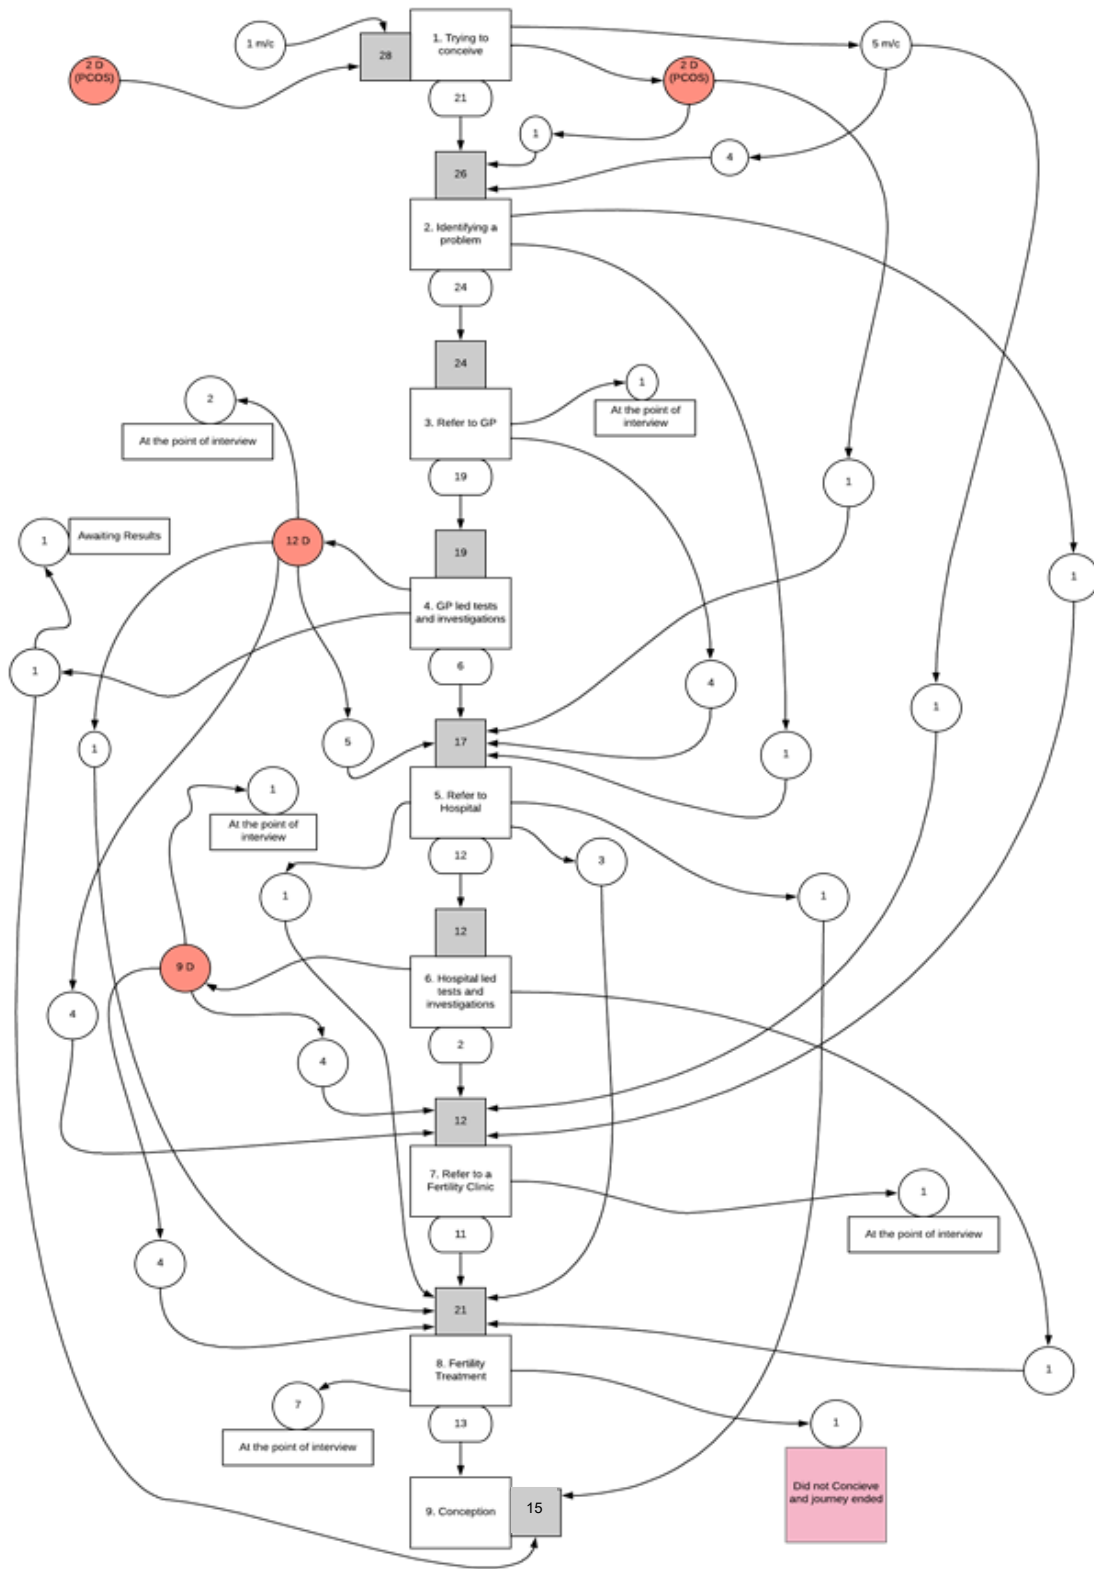 1 m/c
28
1. Trying to
conceive
5 m/c
2 D
(PCOS)
2 D
(PCOS)
21
1
4
26
2. Identifying a
problem
24
24
1
At the point of
interview
2
At the point of interview
3. Refer to GP
19
1
1
Awaiting Results
12 D
19
1
4. GP led tests
and investigations
6
1
4
1
5
17
1
1
1
At the point of
interview
5. Refer to
Hospital
12
3
1
1
12
9 D
6. Hospital led
tests and
investigations
4
2
4
12
7. Refer to a
Fertility Clinic
1
At the point of interview
11
4
21
8. Fertility
Treatment
1
7
At the point of interview
13
1
Did not Concieve
and journey ended
9. Conception
15